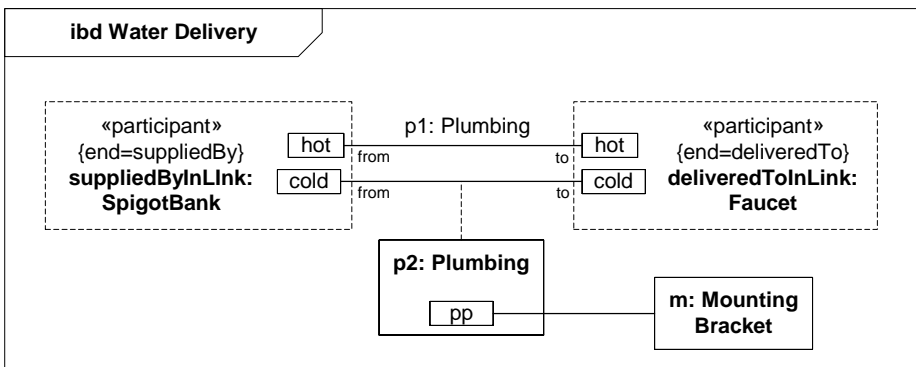 ibd Water Delivery
«participant»
{end=suppliedBy}
suppliedByInLInk:
SpigotBank
hot
cold
p1: Plumbing
from
to
from
to
hot
cold
«participant»
{end=deliveredTo}
deliveredToInLink:
Faucet
p2: Plumbing
pp
m: Mounting
Bracket